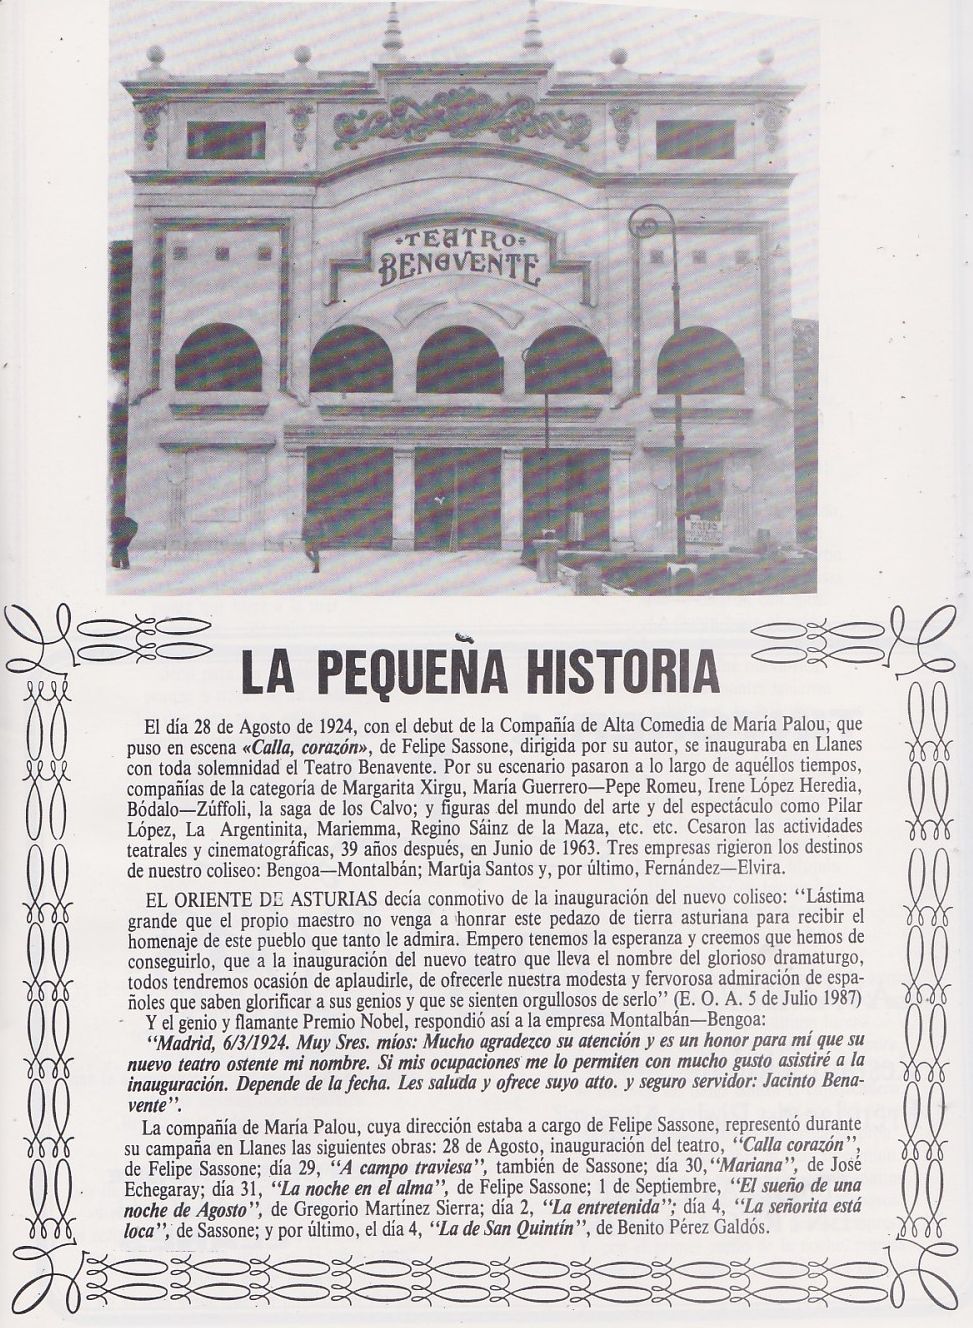 TEATRO
BENAVENTE
LA PEQUEÑA HISTORIA
El día 28 de Agosto de 1924, con el debut de la Compañía de Alta Comedia de María Palou, que
puso en escena «Calla, corazón», de Felipe Sassone, dirigida por su autor, se inauguraba en Llanes
con toda solemnidad el Teatro Benavente. Por su escenario pasaron a lo largo de aquéllos tiempos,
compañías de la categoría de Margarita Xirgu, María Guerrero—Pepe Romeu, Irene López Heredia,
Bódalo—Zúffoli, la saga de los Calvo; y figuras del mundo del arte y del espectáculo como Pilar
López, La Argentinita, Mariemma, Regino Sáinz de la Maza, etc. etc. Cesaron las actividades
teatrales y cinematográficas, 39 años después, en Junio de 1963. Tres empresas rigieron los destinos
de nuestro coliseo: Bengoa—Montalbán; Maruja Santos y, por último, Fernández—Elvira.
EL ORIENTE DE ASTURIAS decía conmotivo de la inauguración del nuevo coliseo: “Lástima
grande que el propio maestro no venga a honrar este pedazo de tierra asturiana para recibir el
homenaje de este pueblo que tanto le admira. Empero tenemos la esperanza y creemos que hemos de
conseguirlo, que a la inauguración del nuevo teatro que lleva el nombre del glorioso dramaturgo,
todos tendremos ocasión de aplaudirle, de ofrecerle nuestra modesta y fervorosa admiración de espa-
ñoles que saben glorificar a sus genios y que se sienten orgullosos de serlo” (E. O. A. 5 de Julio 1987)
Y el genio y flamante Premio Nobel, respondió así a la empresa Montalbán—Bengoa:
“Madrid, 6/3/1924. Muy Sres. míos: Mucho agradezco su atención y es un honor para mí que su
nuevo teatro ostente mi nombre. Si mis ocupaciones me lo permiten con mucho gusto asistiré a la
inauguración. Depende de la fecha. Les saluda y ofrece suyo atto. y seguro servidor: Jacinto Bena-
vente”.
La compañía de María Palou, cuya dirección estaba a cargo de Felipe Sassone, representó durante
su campaña en Llanes las siguientes obras: 28 de Agosto, inauguración del teatro, “Calla corazón”,
de Felipe Sassone; día 29, “A campo traviesa”, también de Sassone; día 30, “Mariana”, de José
Echegaray; día 31, “La noche en el alma”, de Felipe Sassone; 1 de Septiembre, “El sueño de una
noche de Agosto”, de Gregorio Martínez Sierra; día 2, “La entretenida”; día 4, “La señorita está
loca”, de Sassone; y por último, el día 4, “La de San Quintín”, de Benito Pérez Galdós.